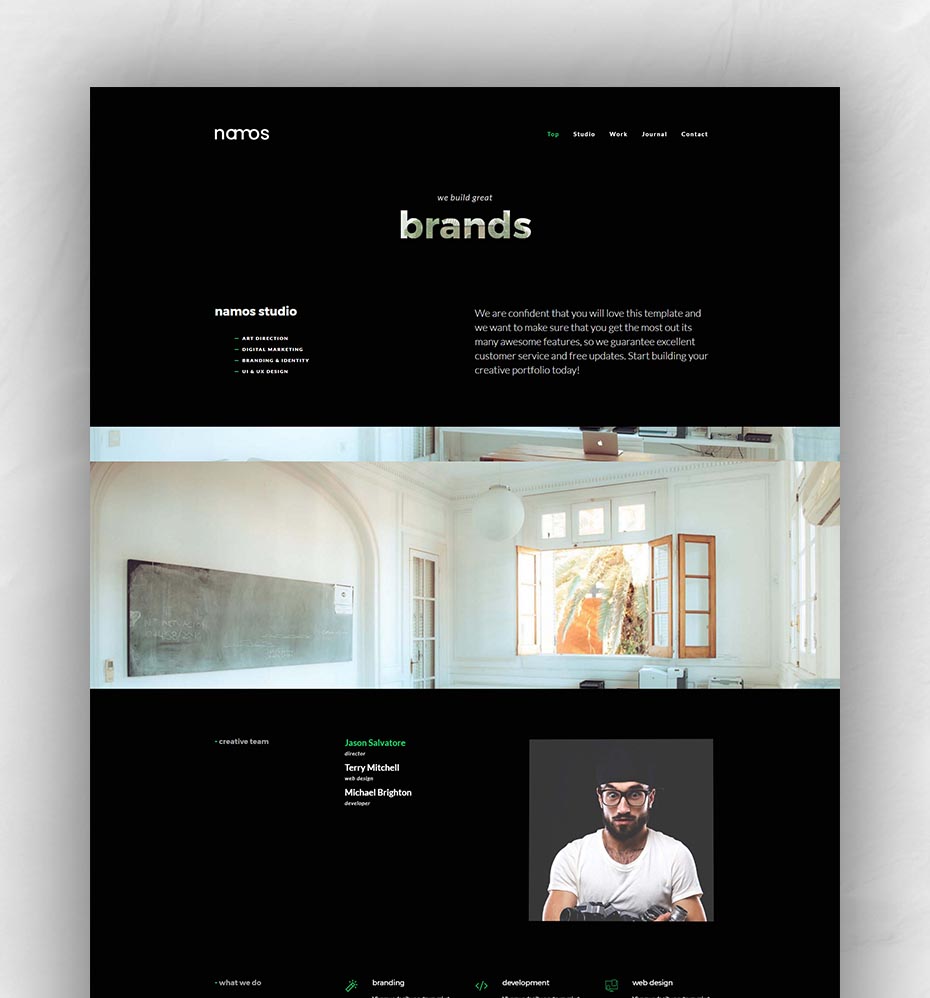 namos
Top Studio Work Journal Contact
we build great
brands
namos studio
– ART DIRECTION
– DIGITAL MARKETING
– BRANDING & IDENTITY
– UI & UX DESIGN
We are confident that you will love this template and
we want to make sure that you get the most out its
many awesome features, so we guarantee excellent
customer service and free updates. Start building your
creative portfolio today!
- creative team
Jason Salvatore
director
Terry Mitchell
web design
Michael Brighton
developer
- what we do
branding
development
web design